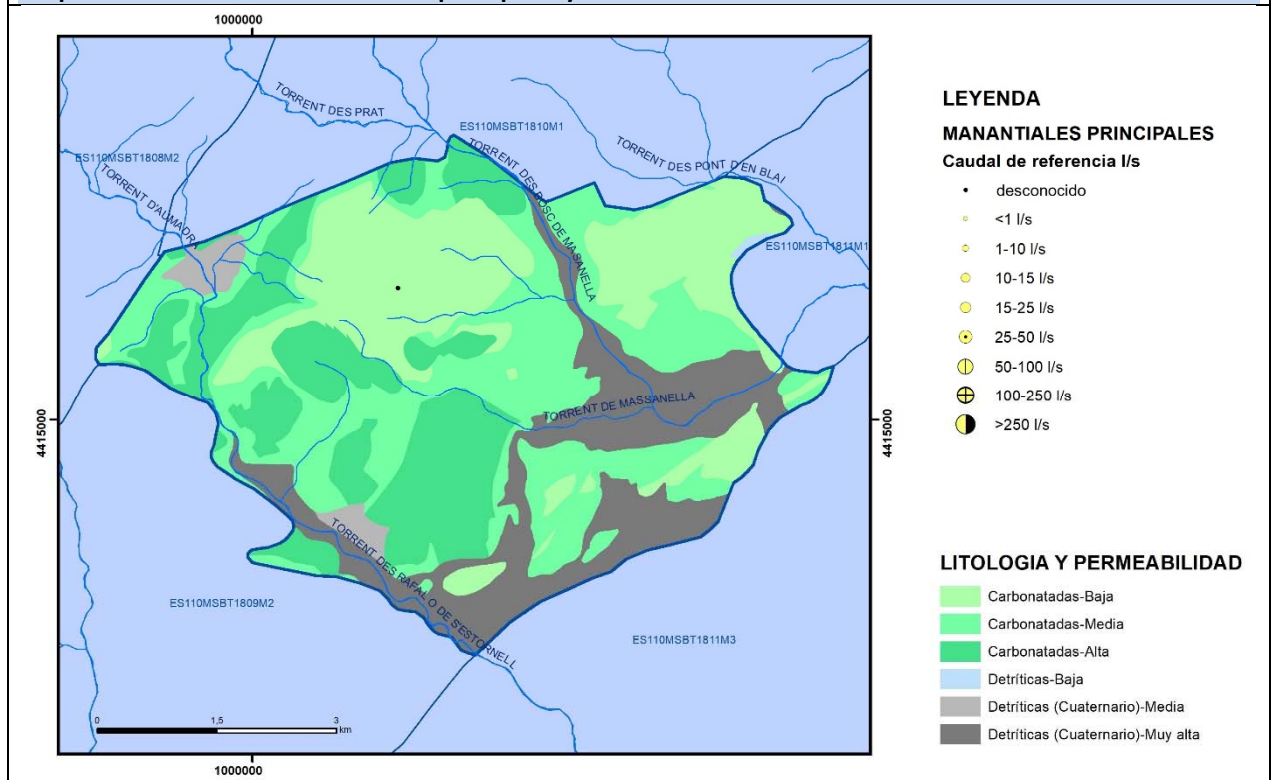 1000000
TORRENT DES PRAT
ES110MSBT1810M1
TORRENT DES BOSC DE MASANELLA
TORRENT DES PONT D'EN BLAI
ES110MSBT1808M2
TORRENT D'ALMADRA
ES110MSBT1811M1
4415000
4415000
TORRENT DE MASSANELLA
TORRENT DES RAFAL O DE S'ESTORNELL
ES110MSBT1809M2
ES110MSBT1811M3
0 1,5 3
km
1000000
LEYENDA
MANANTIALES PRINCIPALES
Caudal de referencia l/s
desconocido
<1 l/s
1-10 l/s
10-15 l/s
15-25 l/s
25-50 l/s
50-100 l/s
100-250 l/s
>250 l/s
LITOLOGIA Y PERMEABILIDAD
Carbonatadas-Baja
Carbonatadas-Media
Carbonatadas-Alta
Detríticas-Baja
Detríticas (Cuaternario)-Media
Detríticas (Cuaternario)-Muy alta